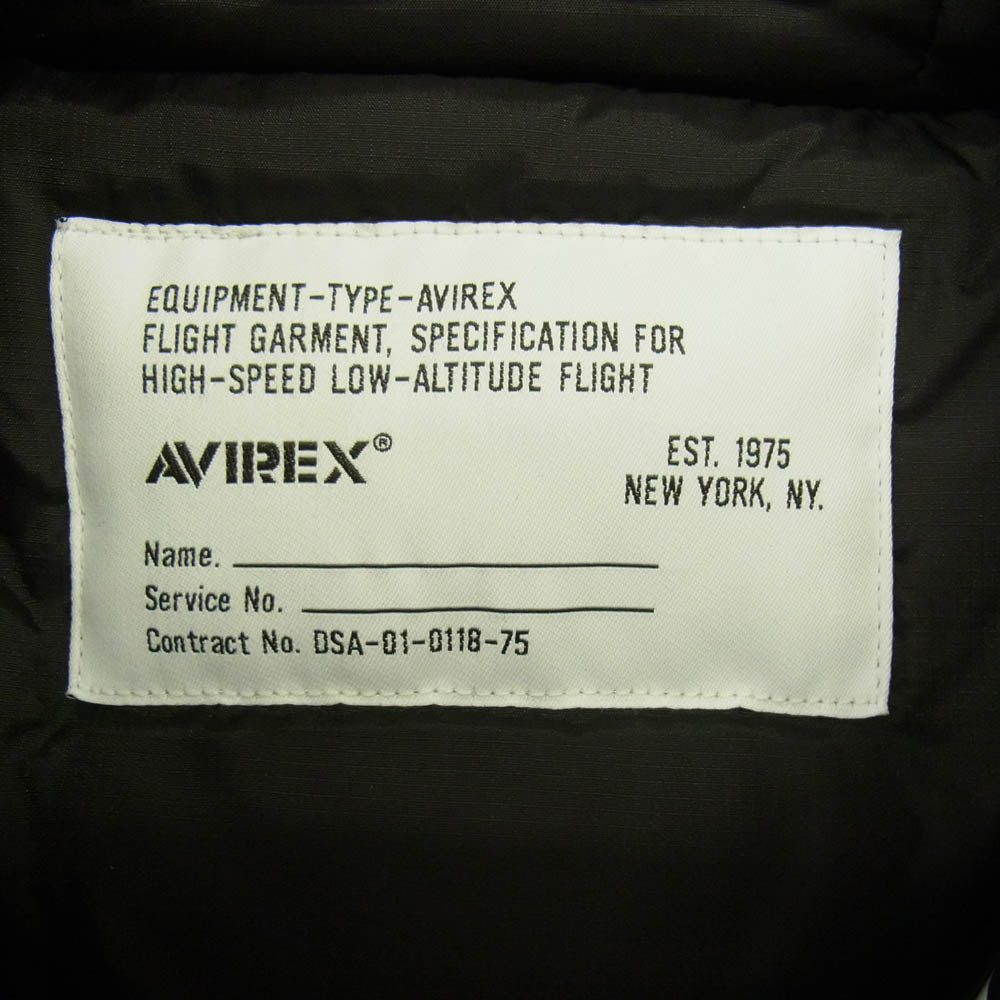 EQUIPMENT-TYPE-AVIREX
FLIGHT GARMENT, SPECIFICATION FOR
HIGH-SPEED LOW-ALTITUDE FLIGHT
AVIREX®
EST. 1975
NEW YORK, NY.
Name.
Service No.
Contract No. DSA-01-0118-75